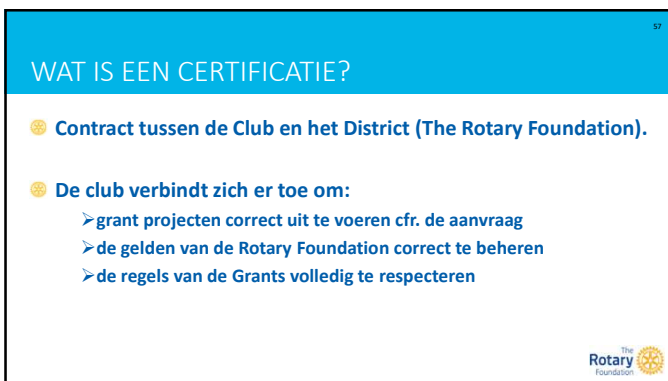 57
WAT IS EEN CERTIFICATIE?
Contract tussen de Club en het District (The Rotary Foundation).
De club verbindt zich er toe om:
➢grant projecten correct uit te voeren cfr. de aanvraag
➢de gelden van de Rotary Foundation correct te beheren
➢de regels van de Grants volledig te respecteren
The
Rotary
Foundation